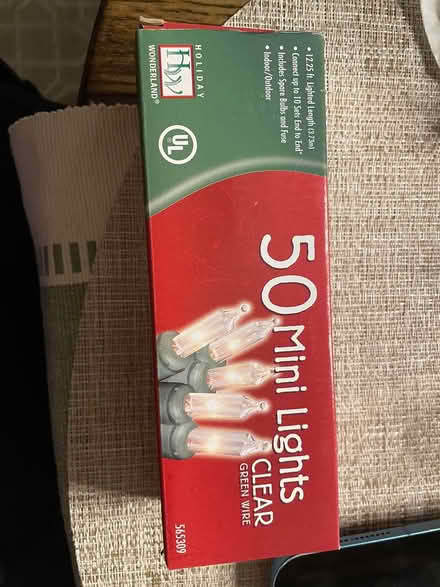 HOLIDAY
WONDERLAND®
UL
• 12.25 ft. Lighted Length (3.73m)
• Connect up to 10 Sets End to End*
• Includes Spare Bulbs and Fuse
• Indoor/Outdoor
50 Mini Lights
CLEAR
GREEN WIRE
565309